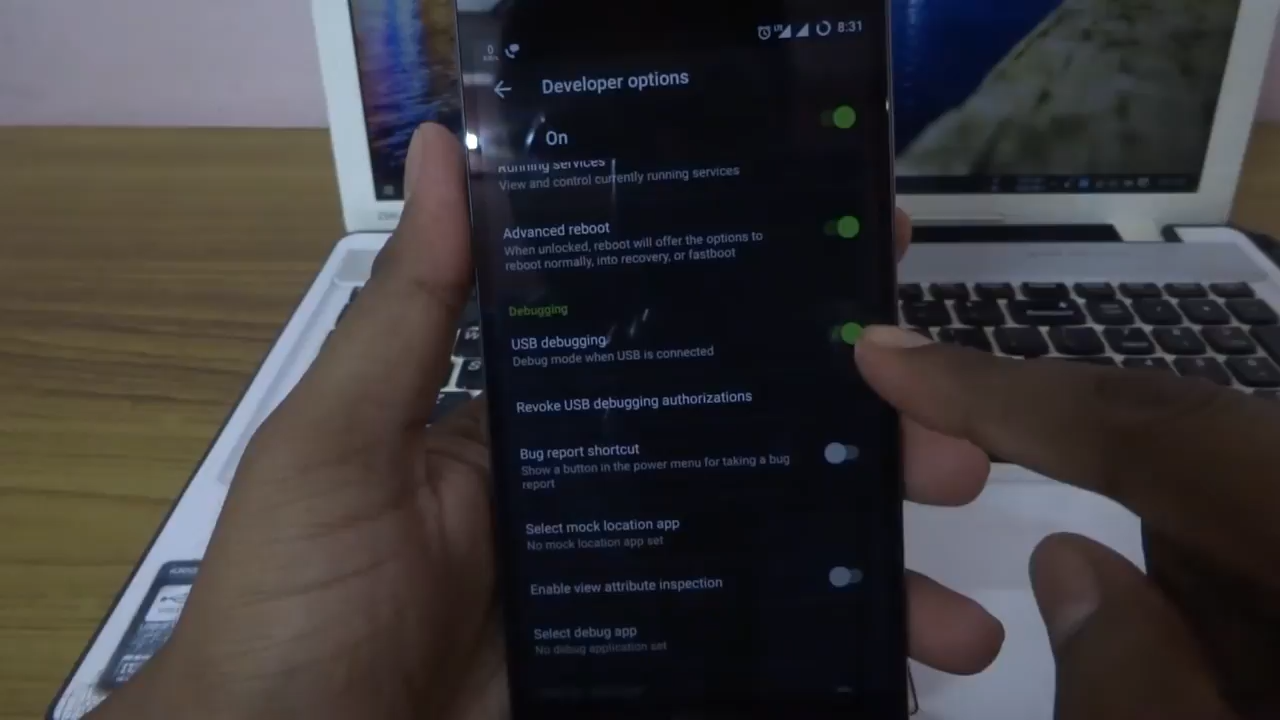 0
8:31
Developer options
On
Running services
View and control currently running services
Advanced reboot
When unlocked, reboot will offer the options to
reboot normally, into recovery, or fastboot
Debugging
USB debugging
Debug mode when USB is connected
Revoke USB debugging authorizations
Bug report shortcut
Show a button in the power menu for taking a bug
report
Select mock location app
No mock location app set
Enable view attribute inspection
Select debug app
No debug application set